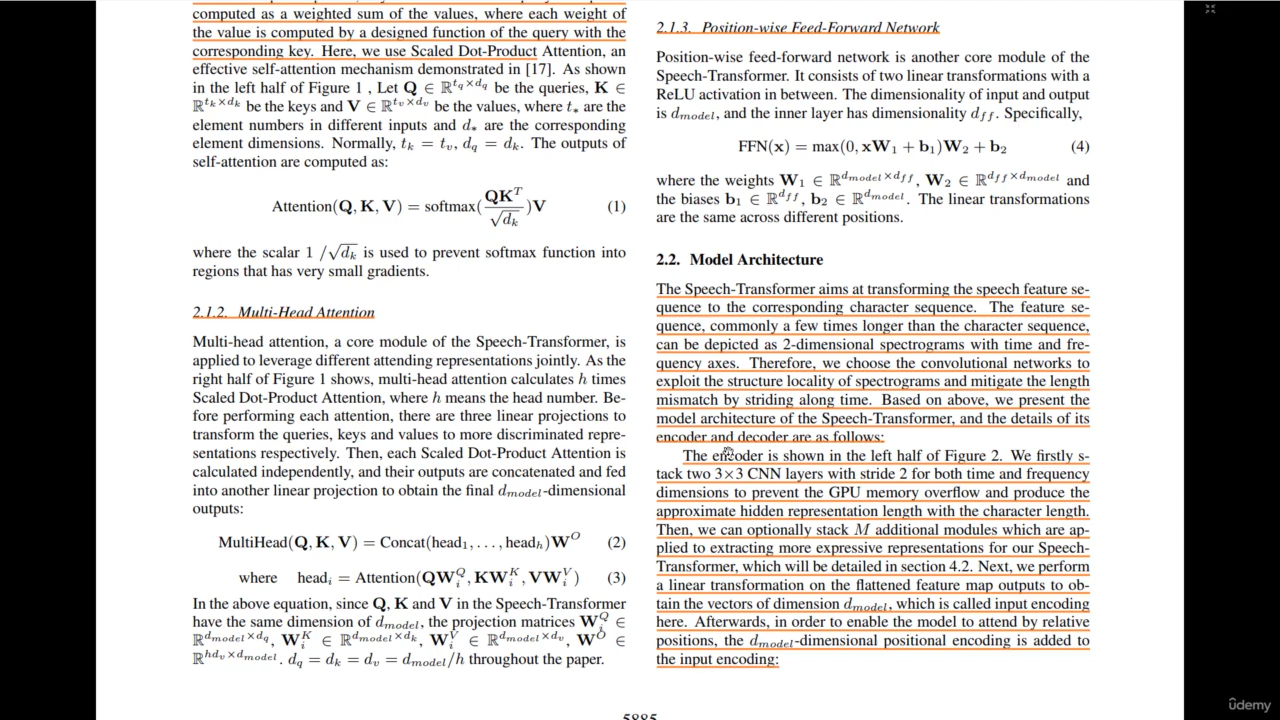 computed as a weighted sum of the values, where each weight of
the value is computed by a designed function of the query with the
corresponding key. Here, we use Scaled Dot-Product Attention, an
effective self-attention mechanism demonstrated in [17]. As shown
in the left half of Figure 1 , Let Q ∈ ℝ^{t_q×d_q} be the queries, K ∈
ℝ^{t_k×d_k} be the keys and V ∈ ℝ^{t_v×d_v} be the values, where t_* are the
element numbers in different inputs and d_* are the corresponding
element dimensions. Normally, t_k = t_v, d_q = d_k. The outputs of
self-attention are computed as:
Attention(Q, K, V) = softmax(QK^T/√d_k)V (1)
where the scalar 1 /√d_k is used to prevent softmax function into
regions that has very small gradients.
2.1.2. Multi-Head Attention
Multi-head attention, a core module of the Speech-Transformer, is
applied to leverage different attending representations jointly. As the
right half of Figure 1 shows, multi-head attention calculates h times
Scaled Dot-Product Attention, where h means the head number. Be-
fore performing each attention, there are three linear projections to
transform the queries, keys and values to more discriminated repre-
sentations respectively. Then, each Scaled Dot-Product Attention is
calculated independently, and their outputs are concatenated and fed
into another linear projection to obtain the final d_model-dimensional
outputs:
MultiHead(Q, K, V) = Concat(head_1, . . . , head_h)W^O (2)
where head_i = Attention(QW_i^Q, KW_i^K, VW_i^V) (3)
In the above equation, since Q, K and V in the Speech-Transformer
have the same dimension of d_model, the projection matrices W_i^Q ∈
ℝ^{d_model×d_q}, W_i^K ∈ ℝ^{d_model×d_k}, W_i^V ∈ ℝ^{d_model×d_v}, W^O ∈
ℝ^{hd_v×d_model}. d_q = d_k = d_v = d_model/h throughout the paper.
2.1.3. Position-wise Feed-Forward Network
Position-wise feed-forward network is another core module of the
Speech-Transformer. It consists of two linear transformations with a
ReLU activation in between. The dimensionality of input and output
is d_model, and the inner layer has dimensionality d_ff. Specifically,
FFN(x) = max(0, xW_1 + b_1)W_2 + b_2 (4)
where the weights W_1 ∈ ℝ^{d_model×d_ff}, W_2 ∈ ℝ^{d_ff×d_model} and
the biases b_1 ∈ ℝ^{d_ff}, b_2 ∈ ℝ^{d_model}. The linear transformations
are the same across different positions.
2.2. Model Architecture
The Speech-Transformer aims at transforming the speech feature se-
quence to the corresponding character sequence. The feature se-
quence, commonly a few times longer than the character sequence,
can be depicted as 2-dimensional spectrograms with time and fre-
quency axes. Therefore, we choose the convolutional networks to
exploit the structure locality of spectrograms and mitigate the length
mismatch by striding along time. Based on above, we present the
model architecture of the Speech-Transformer, and the details of its
encoder and decoder are as follows:
The encoder is shown in the left half of Figure 2. We firstly s-
tack two 3×3 CNN layers with stride 2 for both time and frequency
dimensions to prevent the GPU memory overflow and produce the
approximate hidden representation length with the character length.
Then, we can optionally stack M additional modules which are ap-
plied to extracting more expressive representations for our Speech-
Transformer, which will be detailed in section 4.2. Next, we perform
a linear transformation on the flattened feature map outputs to ob-
tain the vectors of dimension d_model, which is called input encoding
here. Afterwards, in order to enable the model to attend by relative
positions, the d_model-dimensional positional encoding is added to
the input encoding:
5885
ûdemy